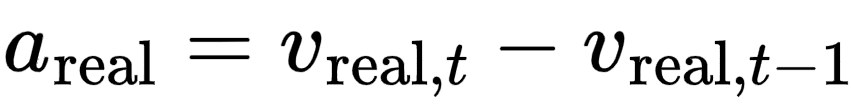 a_real = v_real,t − v_real,t−1